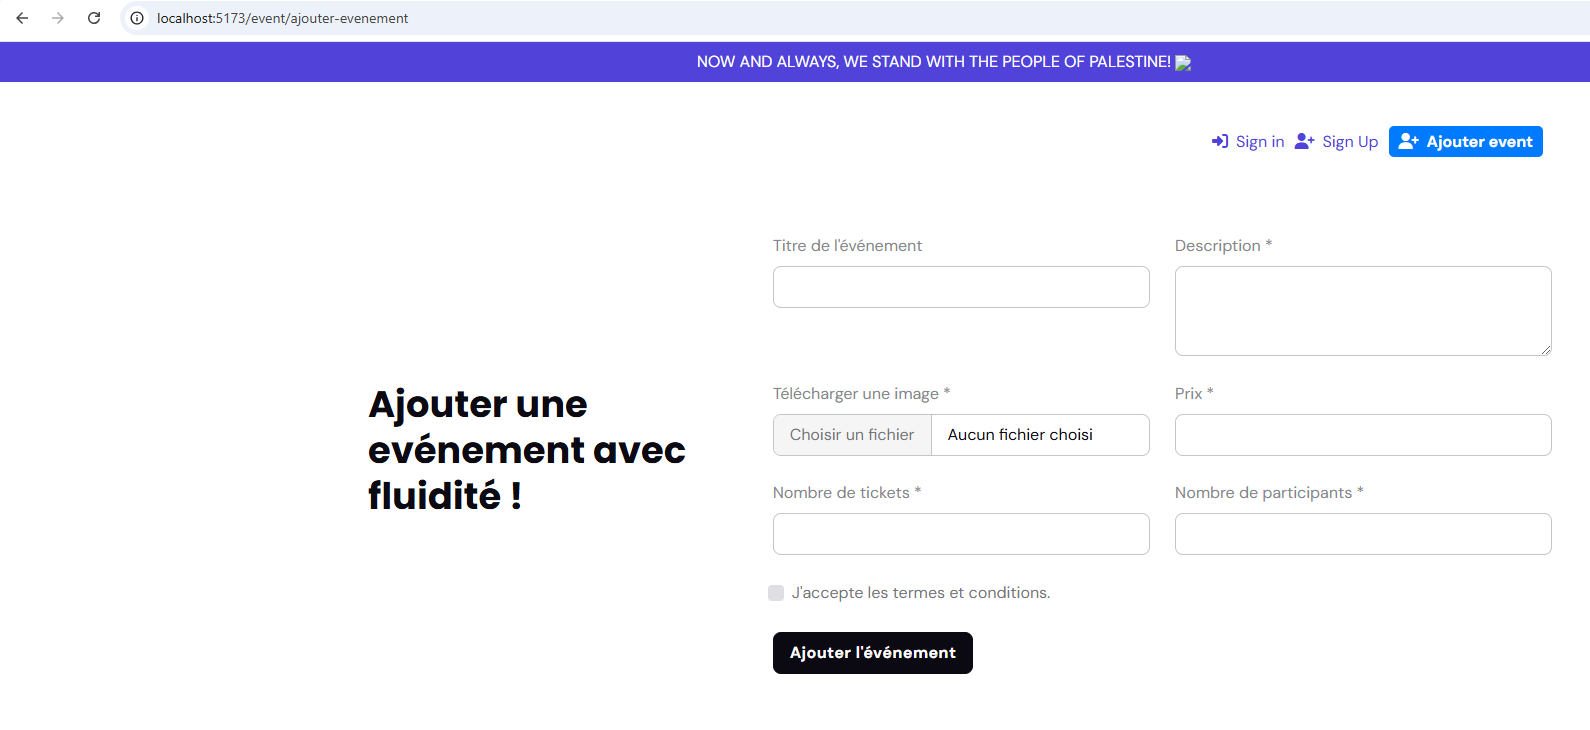 localhost:5173/event/ajouter-evenement
NOW AND ALWAYS, WE STAND WITH THE PEOPLE OF PALESTINE!
Sign in Sign Up Ajouter event
Titre de l'événement
Description *
Ajouter une
evénement avec
fluidité !
Télécharger une image *
Prix *
Choisir un fichier Aucun fichier choisi
Nombre de tickets *
Nombre de participants *
J'accepte les termes et conditions.
Ajouter l'événement